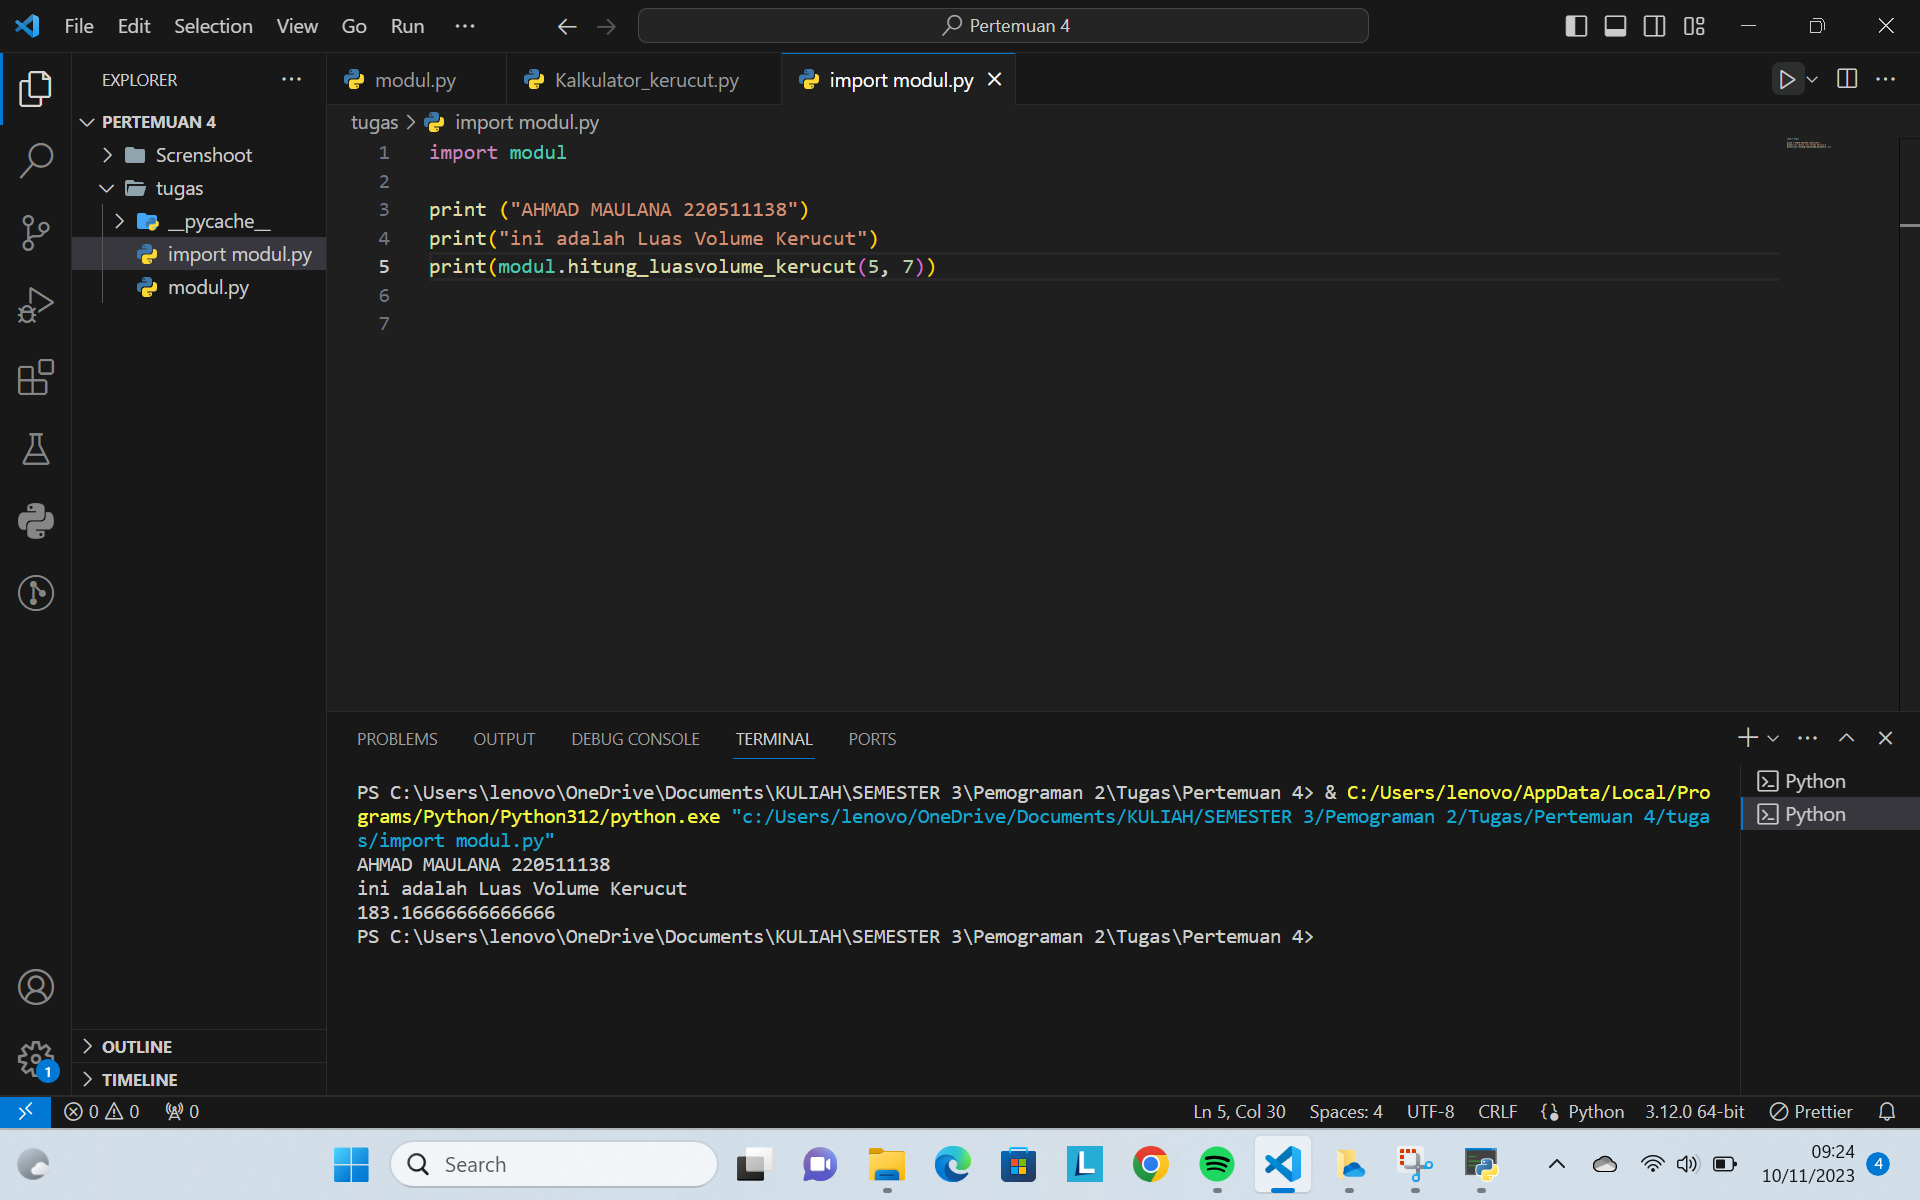 File Edit Selection View Go Run ···
Pertemuan 4
EXPLORER
PERTEMUAN 4
Screnshoot
tugas
__pycache__
import modul.py
modul.py
OUTLINE
TIMELINE
modul.py Kalkulator_kerucut.py import modul.py
tugas > import modul.py
1 import modul
2
3 print ("AHMAD MAULANA 220511138")
4 print("ini adalah Luas Volume Kerucut")
5 print(modul.hitung_luasvolume_kerucut(5, 7))
6
7
PROBLEMS OUTPUT DEBUG CONSOLE TERMINAL PORTS
PS C:\Users\lenovo\OneDrive\Documents\KULIAH\SEMESTER 3\Pemograman 2\Tugas\Pertemuan 4> & C:/Users/lenovo/AppData/Local/Pro
grams/Python/Python312/python.exe "c:/Users/lenovo/OneDrive/Documents/KULIAH/SEMESTER 3/Pemograman 2/Tugas/Pertemuan 4/tuga
s/import modul.py"
AHMAD MAULANA 220511138
ini adalah Luas Volume Kerucut
183.16666666666666
PS C:\Users\lenovo\OneDrive\Documents\KULIAH\SEMESTER 3\Pemograman 2\Tugas\Pertemuan 4>
Python
Python
1
0 0 0 Ln 5, Col 30 Spaces: 4 UTF-8 CRLF Python 3.12.0 64-bit Prettier
Search
L
09:24
10/11/2023
4